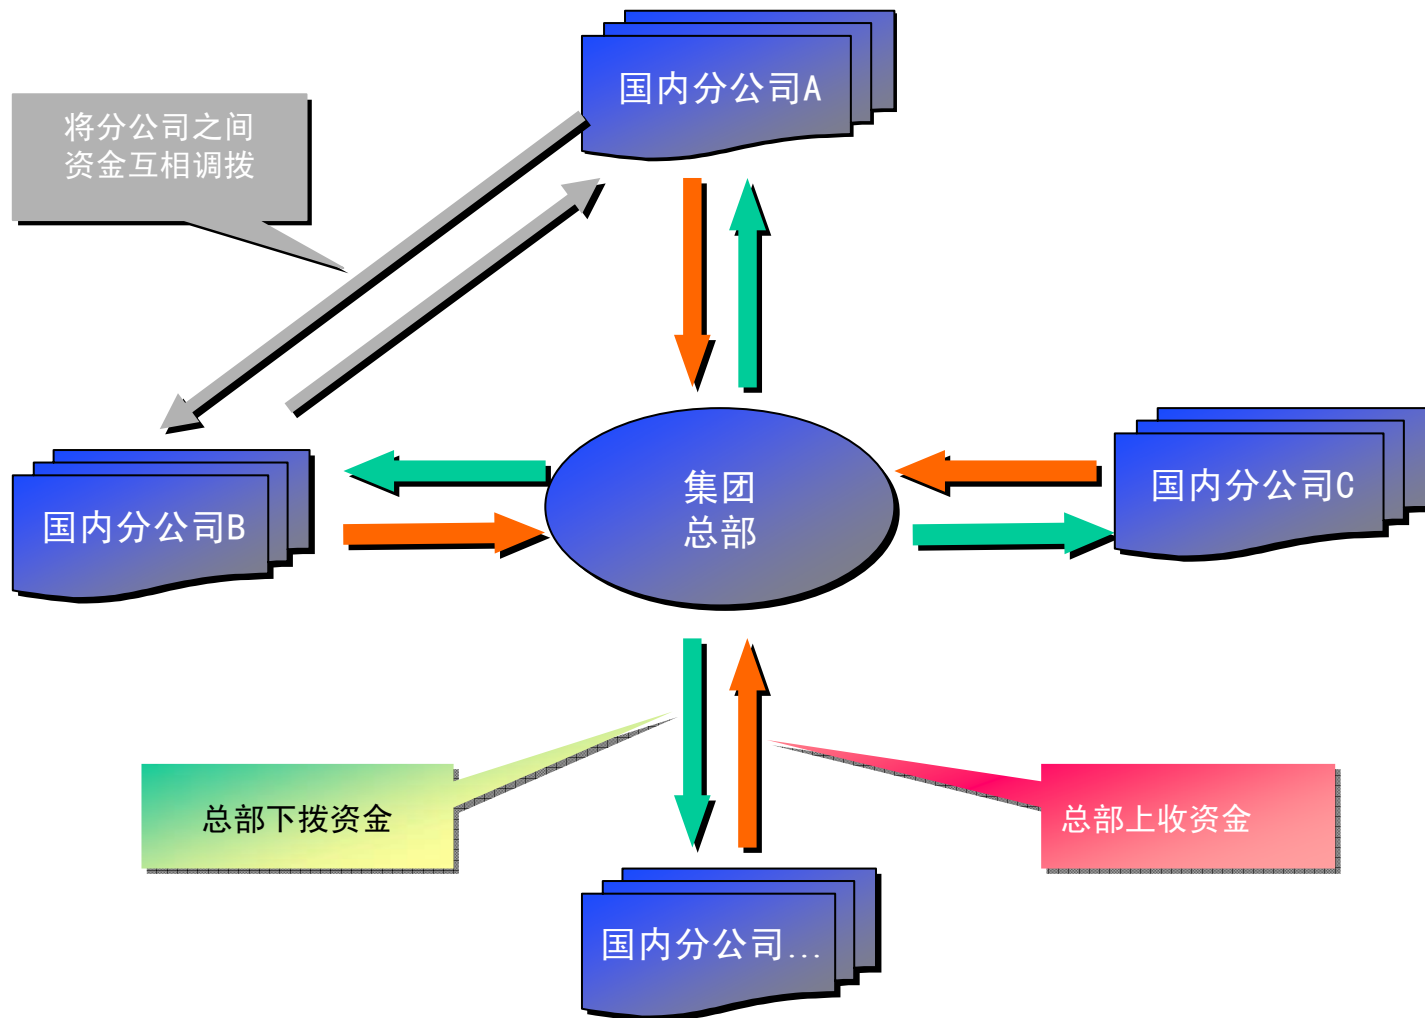 国内分公司A
将分公司之间
资金互相调拨
集团
总部
国内分公司C
国内分公司B
总部下拨资金
总部上收资金
国内分公司...